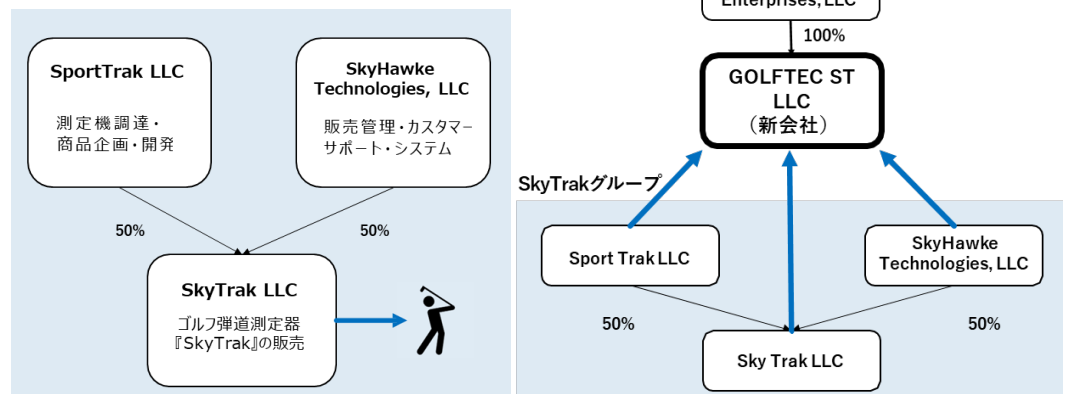 SportTrak LLC
測定機調達・
商品企画・開発
SkyHawke
Technologies, LLC
販売管理・カスタマー
サポート・システム
50%
50%
SkyTrak LLC
ゴルフ弾道測定器
『SkyTrak』の販売
Enterprises, LLC
100%
GOLFTEC ST
LLC
（新会社）
SkyTrakグループ
Sport Trak LLC
SkyHawke
Technologies, LLC
50%
50%
Sky Trak LLC